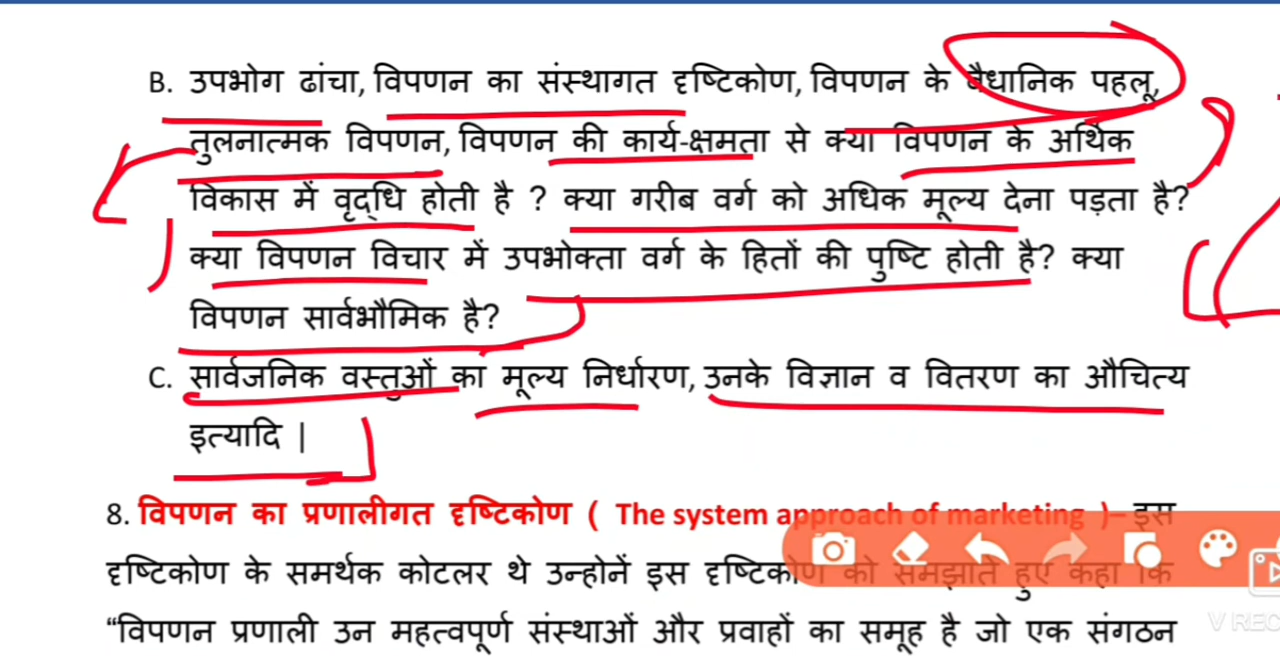 B. उपभोग ढांचा, विपणन का संस्थागत दृष्टिकोण, विपणन के वैधानिक पहलू,
तुलनात्मक विपणन, विपणन की कार्य-क्षमता से क्या विपणन के अर्थिक
विकास में वृद्धि होती है ? क्या गरीब वर्ग को अधिक मूल्य देना पड़ता है?
क्या विपणन विचार में उपभोक्ता वर्ग के हितों की पुष्टि होती है? क्या
विपणन सार्वभौमिक है?
C. सार्वजनिक वस्तुओं का मूल्य निर्धारण, उनके विज्ञान व वितरण का औचित्य
इत्यादि |
8. विपणन का प्रणालीगत दृष्टिकोण ( The system approach of marketing )– इस
दृष्टिकोण के समर्थक कोटलर थे उन्होनें इस दृष्टिकोण को समझाते हुए कहा कि
“विपणन प्रणाली उन महत्वपूर्ण संस्थाओं और प्रवाहों का समूह है जो एक संगठन
V REC